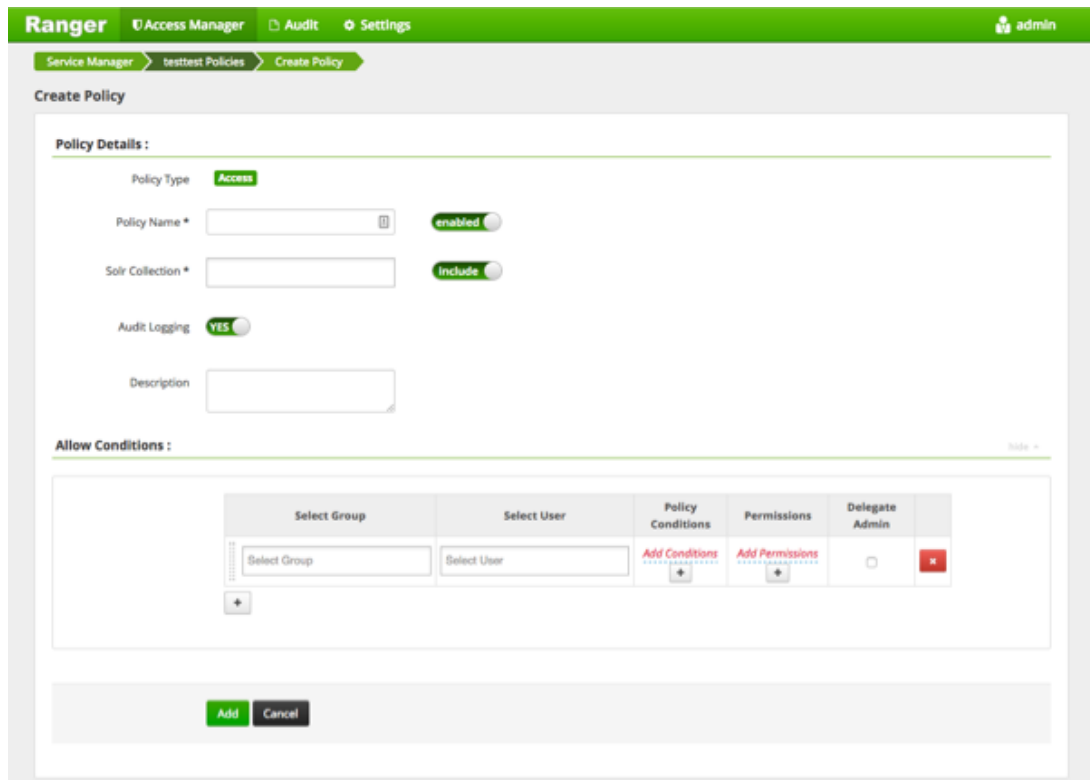 Ranger Access Manager Audit Settings admin
Service Manager testtest Policies Create Policy
Create Policy
Policy Details :
Policy Type Access
Policy Name * enabled
Solr Collection * include
Audit Logging YES
Description
Allow Conditions :
hide
Select Group Select User Policy Conditions Permissions Delegate Admin
Select Group Select User Add Conditions Add Permissions
+ +
+
Add Cancel